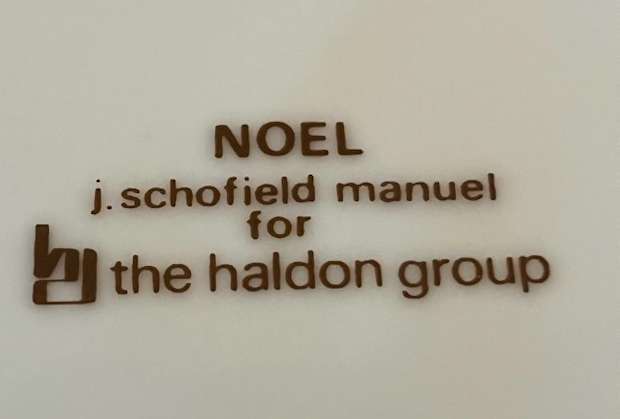 NOEL
j. schofield manuel
for
the haldon group